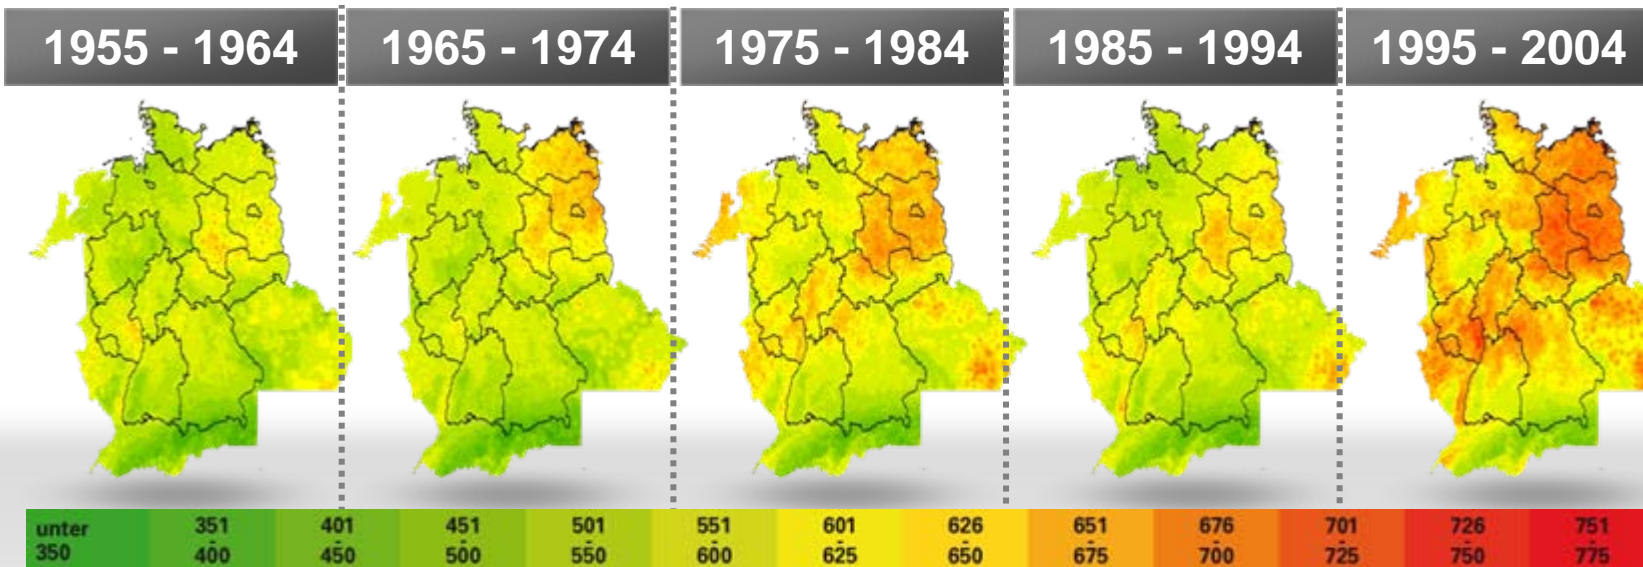 1955 - 1964 1965 - 1974 1975 - 1984 1985 - 1994 1995 - 2004
unter 351 401 451 501 551 601 626 651 676 701 726 751
- - - - - - - - - - - -
350 400 450 500 550 600 625 650 675 700 725 750 775